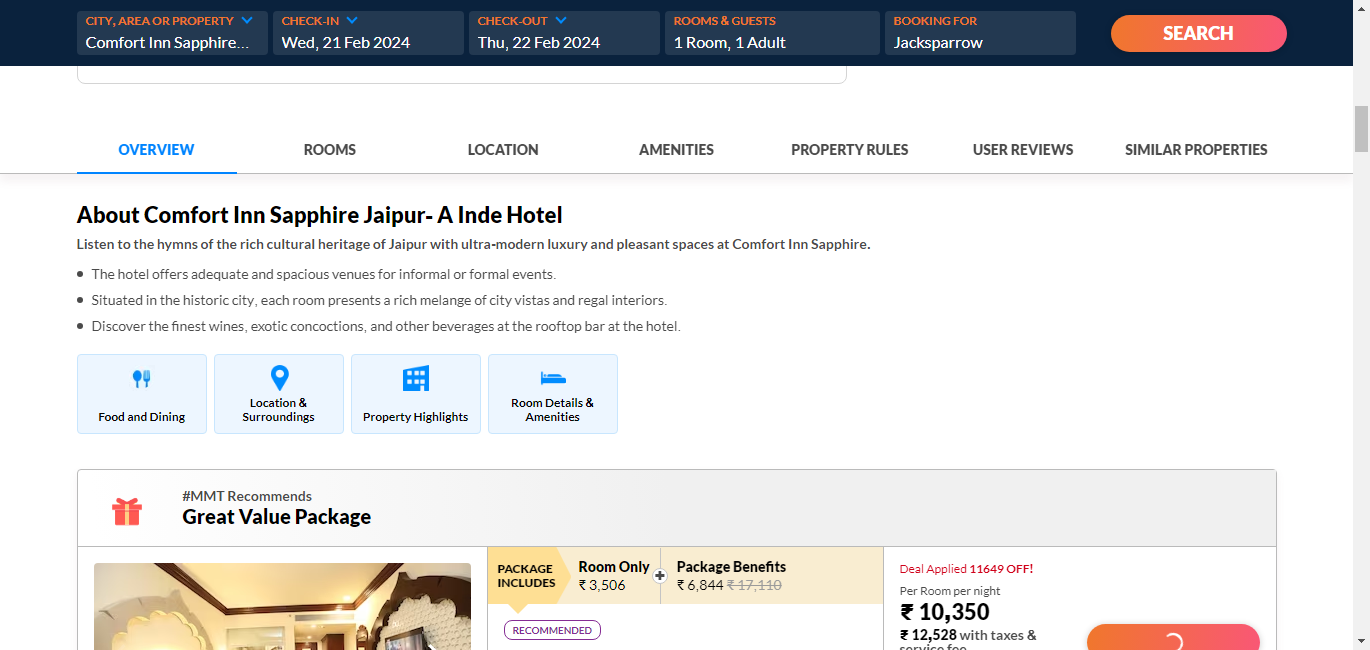 CITY, AREA OR PROPERTY
Comfort Inn Sapphire...
CHECK-IN
Wed, 21 Feb 2024
CHECK-OUT
Thu, 22 Feb 2024
ROOMS & GUESTS
1 Room, 1 Adult
BOOKING FOR
Jacksparrow
SEARCH
OVERVIEW
ROOMS
LOCATION
AMENITIES
PROPERTY RULES
USER REVIEWS
SIMILAR PROPERTIES
About Comfort Inn Sapphire Jaipur- A Inde Hotel
Listen to the hymns of the rich cultural heritage of Jaipur with ultra-modern luxury and pleasant spaces at Comfort Inn Sapphire.
The hotel offers adequate and spacious venues for informal or formal events.
Situated in the historic city, each room presents a rich melange of city vistas and regal interiors.
Discover the finest wines, exotic concoctions, and other beverages at the rooftop bar at the hotel.
Food and Dining
Location &
Surroundings
Property Highlights
Room Details &
Amenities
#MMT Recommends
Great Value Package
PACKAGE
INCLUDES
Room Only
₹ 3,506
Package Benefits
₹ 6,844 ₹ 17,110
RECOMMENDED
Deal Applied 11649 OFF!
Per Room per night
₹ 10,350
₹ 12,528 with taxes &
service fee